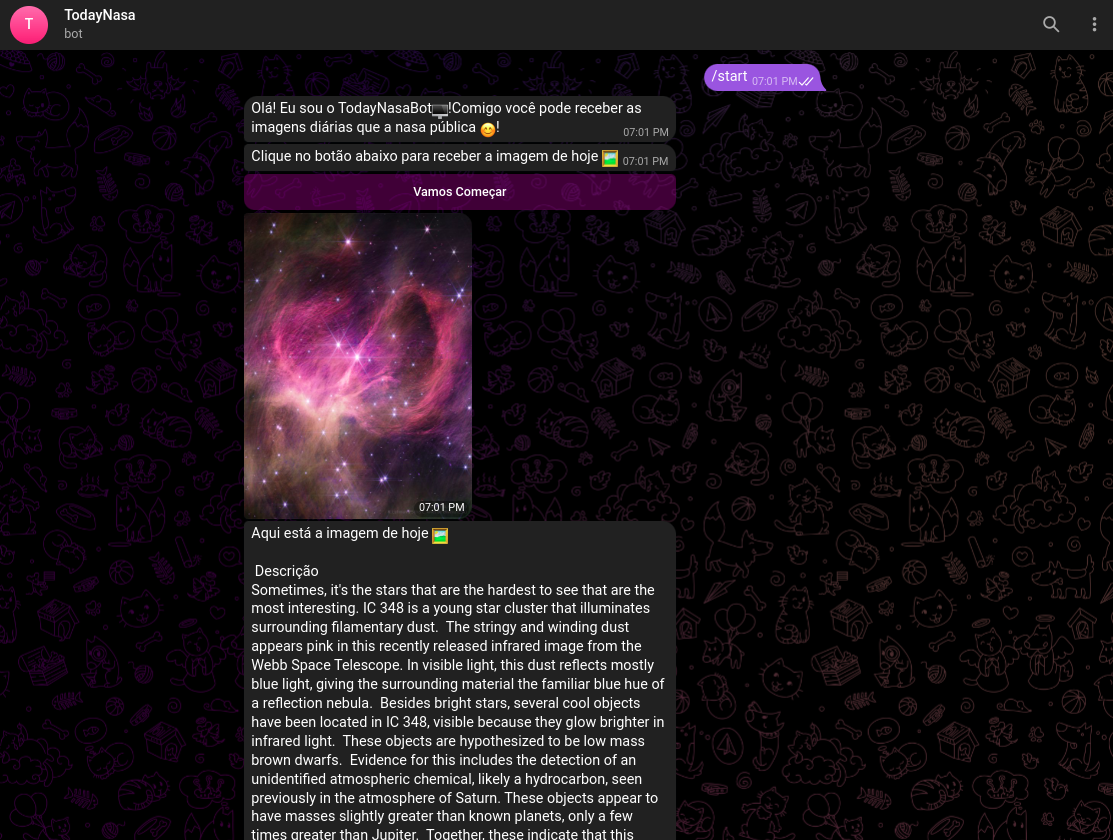 T
TodayNasa
bot
/start 07:01 PM
Olá! Eu sou o TodayNasaBot🖥️!Comigo você pode receber as
imagens diárias que a nasa pública 😊!
07:01 PM
Clique no botão abaixo para receber a imagem de hoje 🖼️ 07:01 PM
Vamos Começar
07:01 PM
Aqui está a imagem de hoje 🖼️
Descrição
Sometimes, it's the stars that are the hardest to see that are the
most interesting. IC 348 is a young star cluster that illuminates
surrounding filamentary dust.  The stringy and winding dust
appears pink in this recently released infrared image from the
Webb Space Telescope. In visible light, this dust reflects mostly
blue light, giving the surrounding material the familiar blue hue of
a reflection nebula.  Besides bright stars, several cool objects
have been located in IC 348, visible because they glow brighter in
infrared light.  These objects are hypothesized to be low mass
brown dwarfs.  Evidence for this includes the detection of an
unidentified atmospheric chemical, likely a hydrocarbon, seen
previously in the atmosphere of Saturn. These objects appear to
have masses slightly greater than known planets, only a few
times greater than Jupiter.  Together, these indicate that this